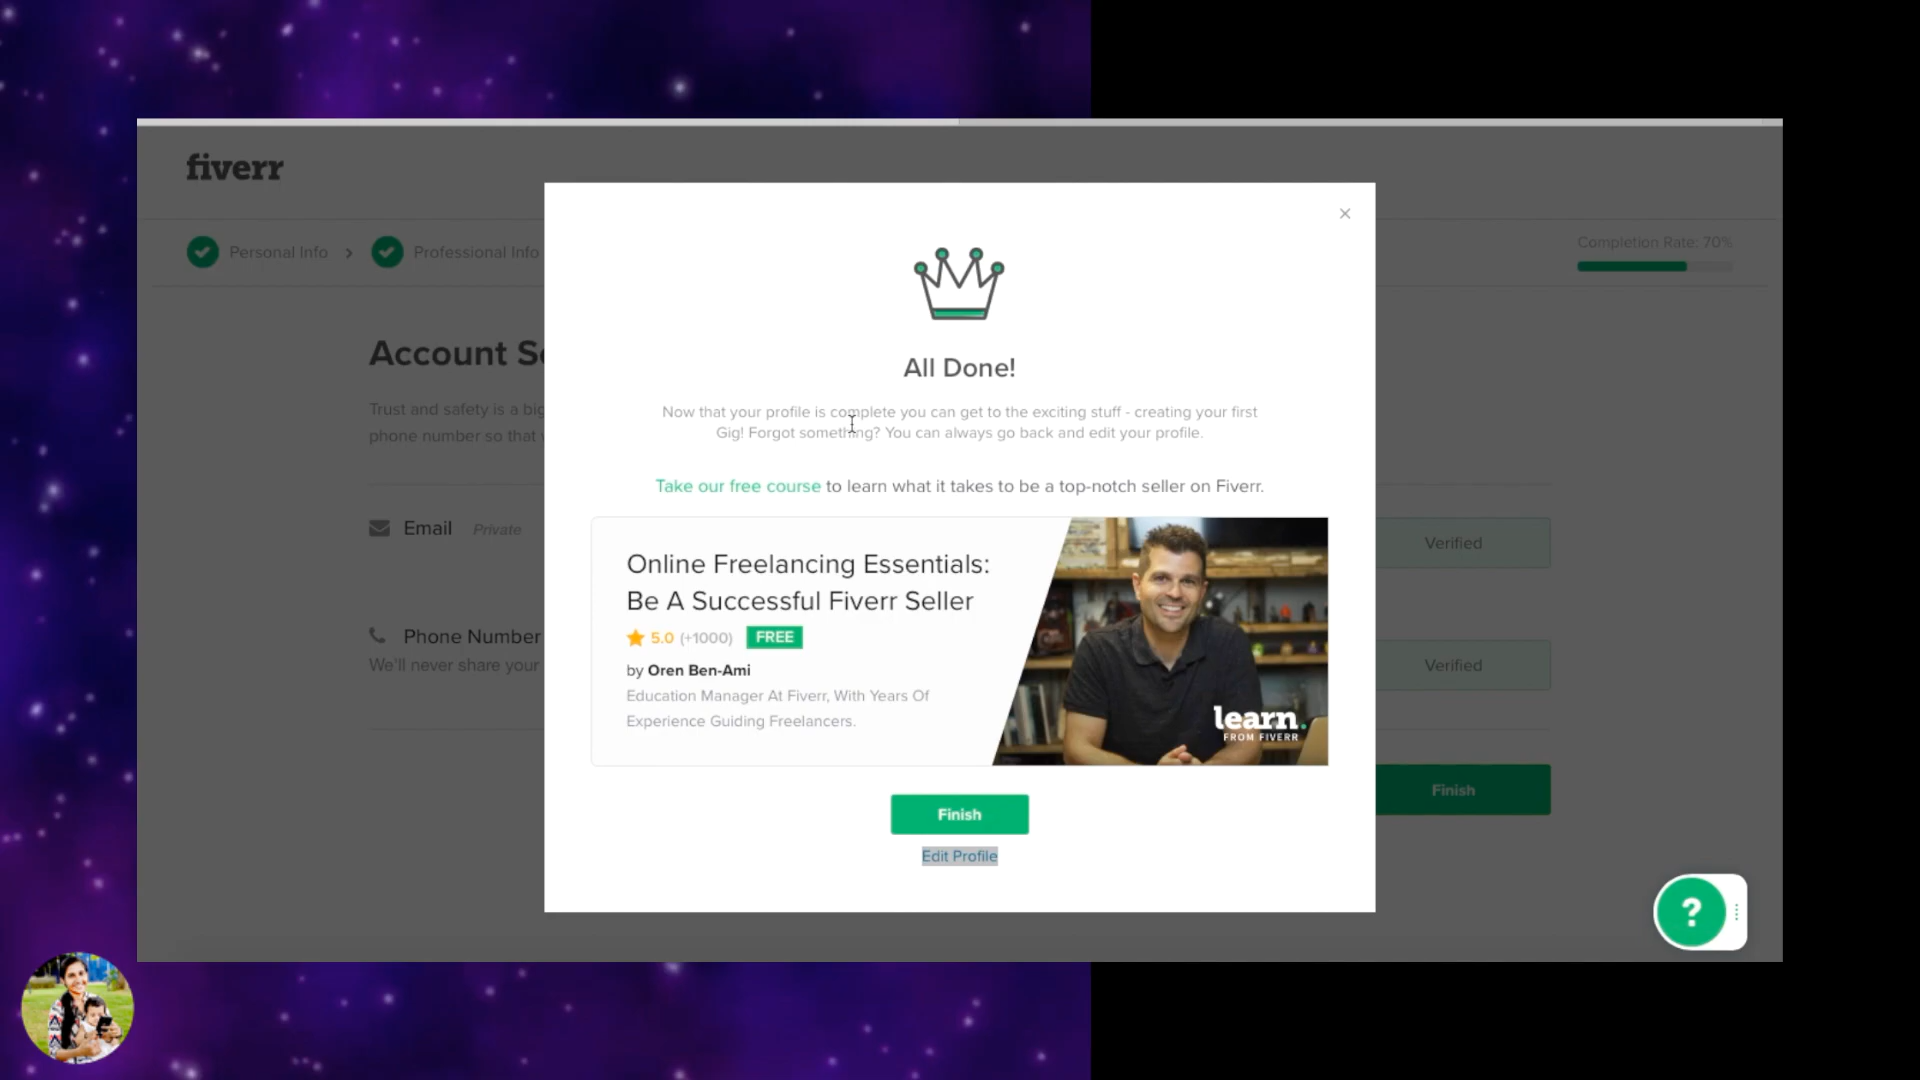 fiverr
Personal Info
Professional Info
Completion Rate: 70%
Account S
Trust and safety is a big
phone number so that
Email Private
Verified
Phone Number
We'll never share your
Verified
Finish
All Done!
Now that your profile is complete you can get to the exciting stuff - creating your first
Gig! Forgot something? You can always go back and edit your profile.
Take our free course to learn what it takes to be a top-notch seller on Fiverr.
Online Freelancing Essentials:
Be A Successful Fiverr Seller
5.0 (+1000) FREE
by Oren Ben-Ami
Education Manager At Fiverr, With Years Of
Experience Guiding Freelancers.
learn.
FROM FIVERR
Finish
Edit Profile
?